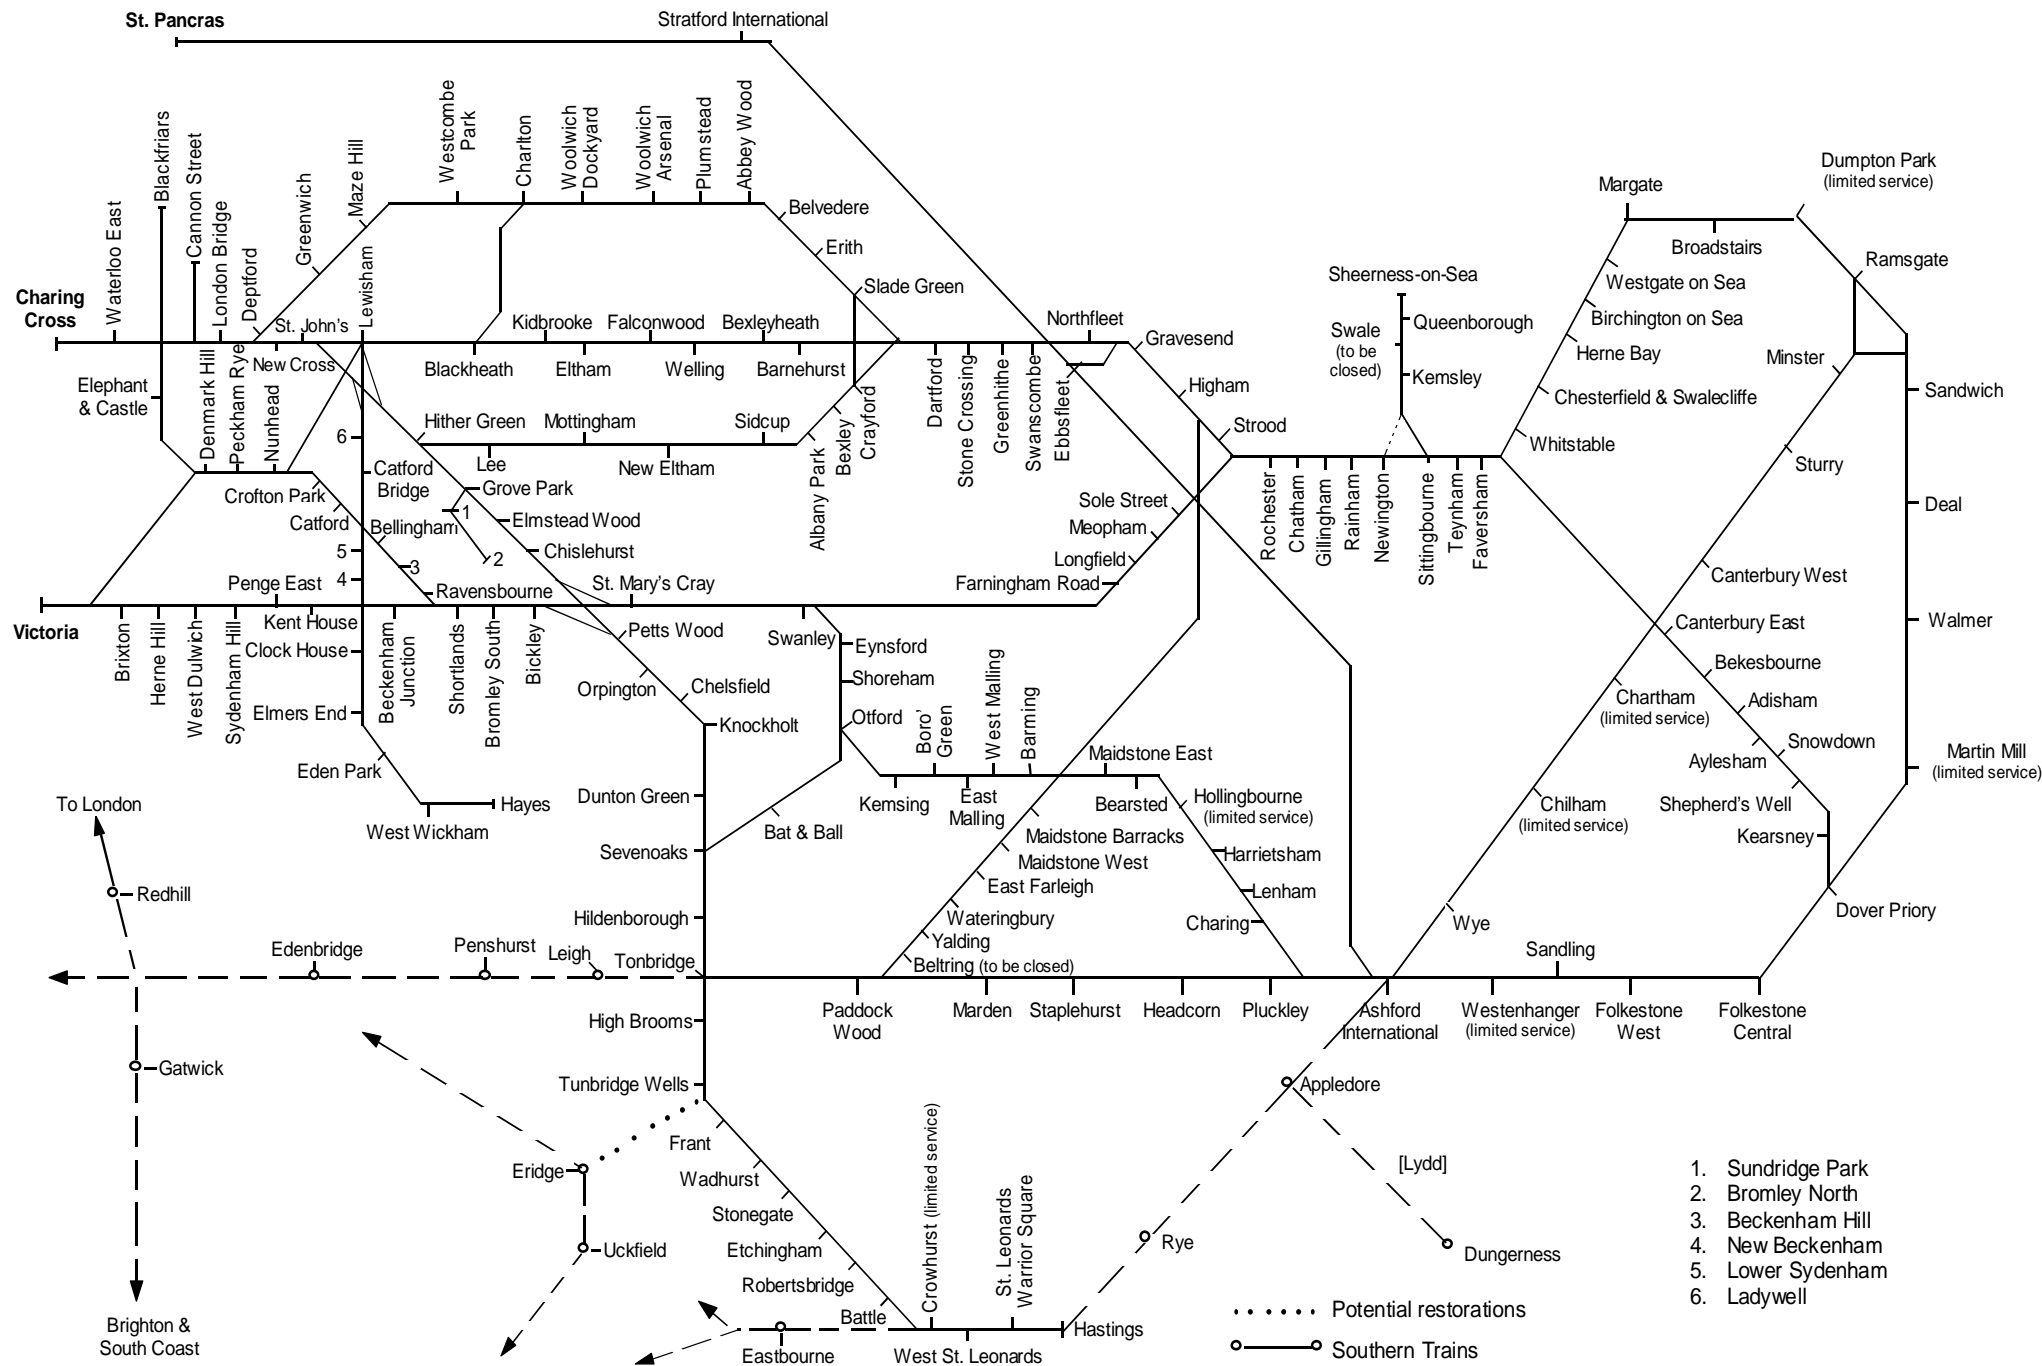 St. Pancras
Stratford International
Charing
Cross
Waterloo East
Blackfriars
Cannon Street
London Bridge
Deptford
Greenwich
Maze Hill
Westcombe
Park
Charlton
Woolwich
Dockyard
Woolwich
Arsenal
Plumstead
Abbey Wood
Belvedere
Erith
Slade Green
St. John's
New Cross
Lewisham
Blackheath
Kidbrooke
Eltham
Falconwood
Welling
Bexleyheath
Barnehurst
Dartford
Stone Crossing
Greenhithe
Swanscombe
Ebbsfleet
Northfleet
Gravesend
Higham
Strood
Elephant
& Castle
Denmark Hill
Peckham Rye
Nunhead
Crofton Park
Catford
Bellingham
3
Ravensbourne
6
Catford
Bridge
5
4
Hither Green
Lee
Mottingham
New Eltham
Sidcup
Albany Park
Bexley
Crayford
Grove Park
1
2
Elmstead Wood
Chislehurst
St. Mary's Cray
Petts Wood
Orpington
Chelsfield
Knockholt
Dunton Green
Sevenoaks
Hildenborough
Tonbridge
High Brooms
Tunbridge Wells
Victoria
Brixton
Herne Hill
West Dulwich
Sydenham Hill
Penge East
Kent House
Clock House
Elmers End
Eden Park
West Wickham
Hayes
Beckenham
Junction
Shortlands
Bromley South
Bickley
Swanley
Farningham Road
Longfield
Meopham
Sole Street
Eynsford
Shoreham
Otford
Bat & Ball
Kemsing
Boro'
Green
East
Malling
West Malling
Barming
Maidstone East
Bearsted
Hollingbourne
(limited service)
Harrietsham
Lenham
Charing
Maidstone Barracks
Maidstone West
East Farleigh
Wateringbury
Yalding
Beltring (to be closed)
Rochester
Chatham
Gillingham
Rainham
Newington
Sittingbourne
Teynham
Faversham
Sheerness-on-Sea
Queenborough
Swale
(to be
closed)
Kemsley
Whitstable
Chesterfield & Swalecliffe
Herne Bay
Birchington on Sea
Westgate on Sea
Margate
Broadstairs
Dumpton Park
(limited service)
Ramsgate
Minster
Sandwich
Sturry
Deal
Canterbury West
Walmer
Canterbury East
Bekesbourne
Adisham
Snowdown
Aylesham
Shepherd's Well
Kearsney
Martin Mill
(limited service)
Dover Priory
Chartham
(limited service)
Chilham
(limited service)
Wye
Paddock
Wood
Marden
Staplehurst
Headcorn
Pluckley
Ashford
International
Westenhanger
(limited service)
Sandling
Folkestone
West
Folkestone
Central
To London
Redhill
Edenbridge
Penshurst
Leigh
Gatwick
Brighton &
South Coast
Eridge
Uckfield
Frant
Wadhurst
Stonegate
Etchingham
Robertsbridge
Battle
Crowhurst (limited service)
St. Leonards
Warrior Square
Eastbourne
West St. Leonards
Hastings
Rye
Appledore
[Lydd]
Dungerness
1. Sundridge Park
2. Bromley North
3. Beckenham Hill
4. New Beckenham
5. Lower Sydenham
6. Ladywell
Potential restorations
Southern Trains